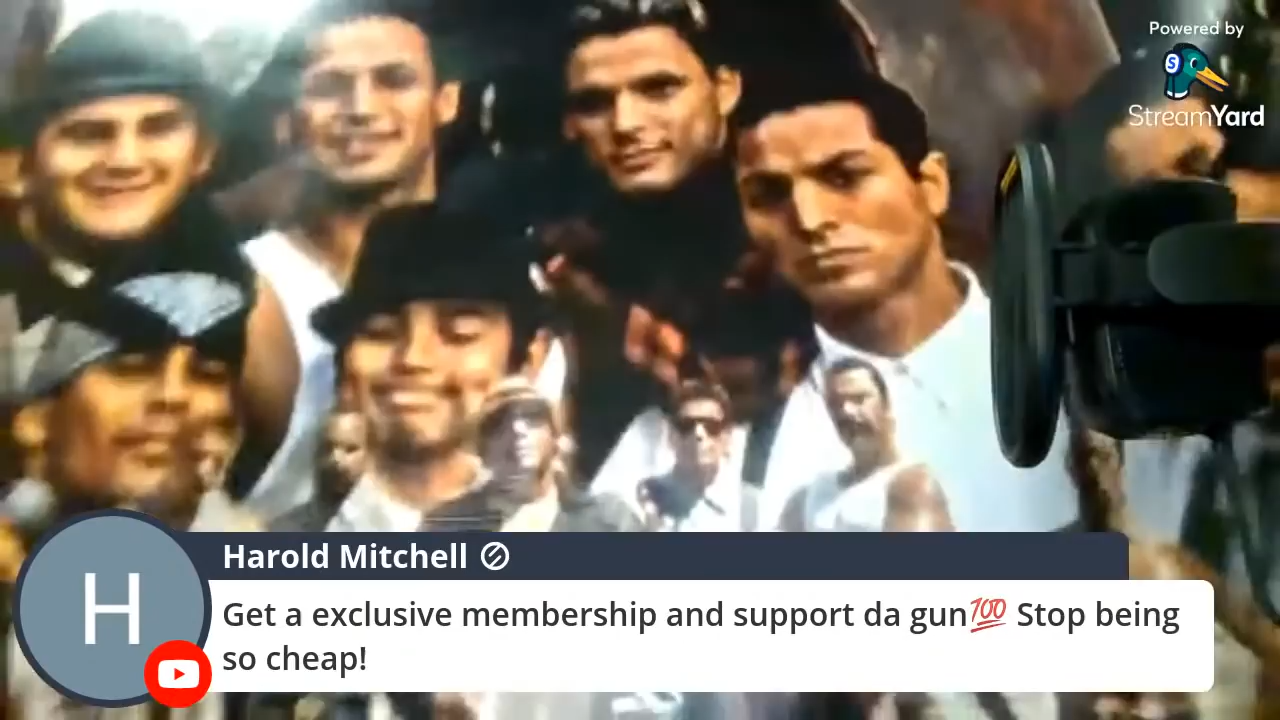 Powered by
StreamYard
Harold Mitchell
Get a exclusive membership and support da gun💯 Stop being
so cheap!
H